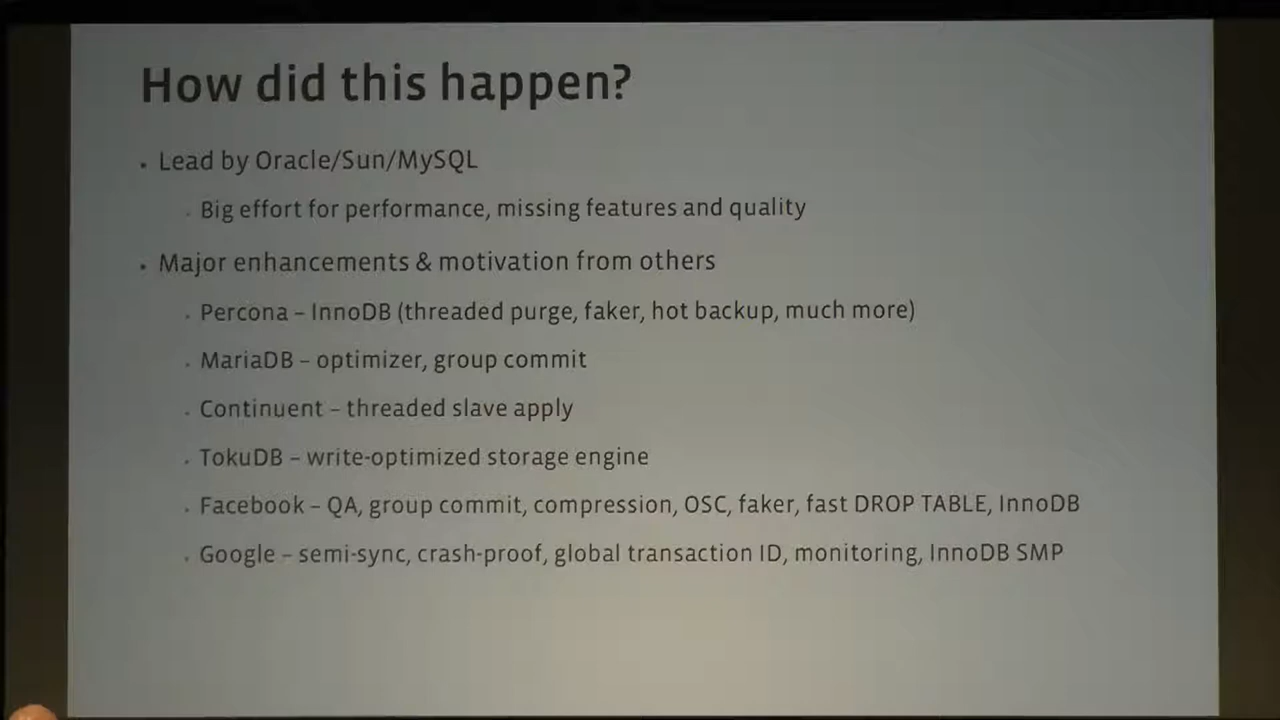 How did this happen?
• Lead by Oracle/Sun/MySQL
• Big effort for performance, missing features and quality
• Major enhancements & motivation from others
• Percona – InnoDB (threaded purge, faker, hot backup, much more)
• MariaDB – optimizer, group commit
• Continuent – threaded slave apply
• TokuDB – write-optimized storage engine
• Facebook – QA, group commit, compression, OSC, faker, fast DROP TABLE, InnoDB
• Google – semi-sync, crash-proof, global transaction ID, monitoring, InnoDB SMP